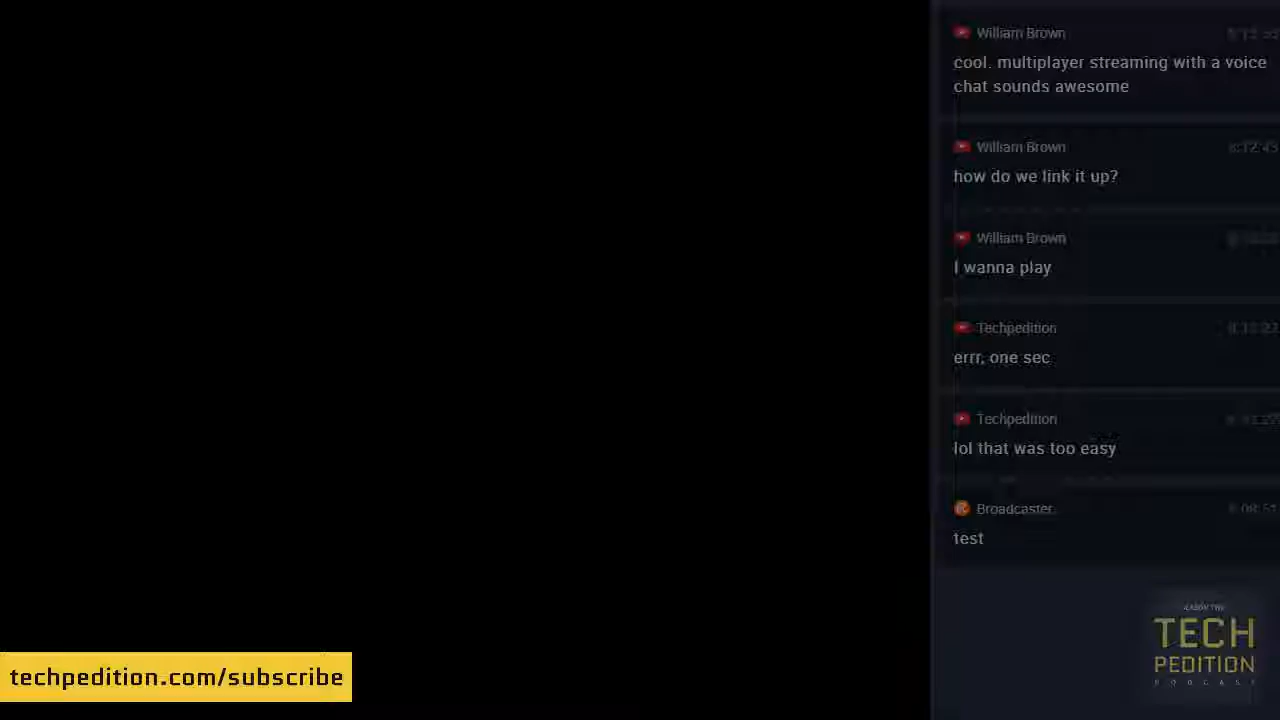 William Brown
cool. multiplayer streaming with a voice
chat sounds awesome
William Brown
how do we link it up?
William Brown
I wanna play
Techpedition
errr, one sec
Techpedition
lol that was too easy
Broadcaster
test
TECH
PEDITION
PODCAST
techpedition.com/subscribe